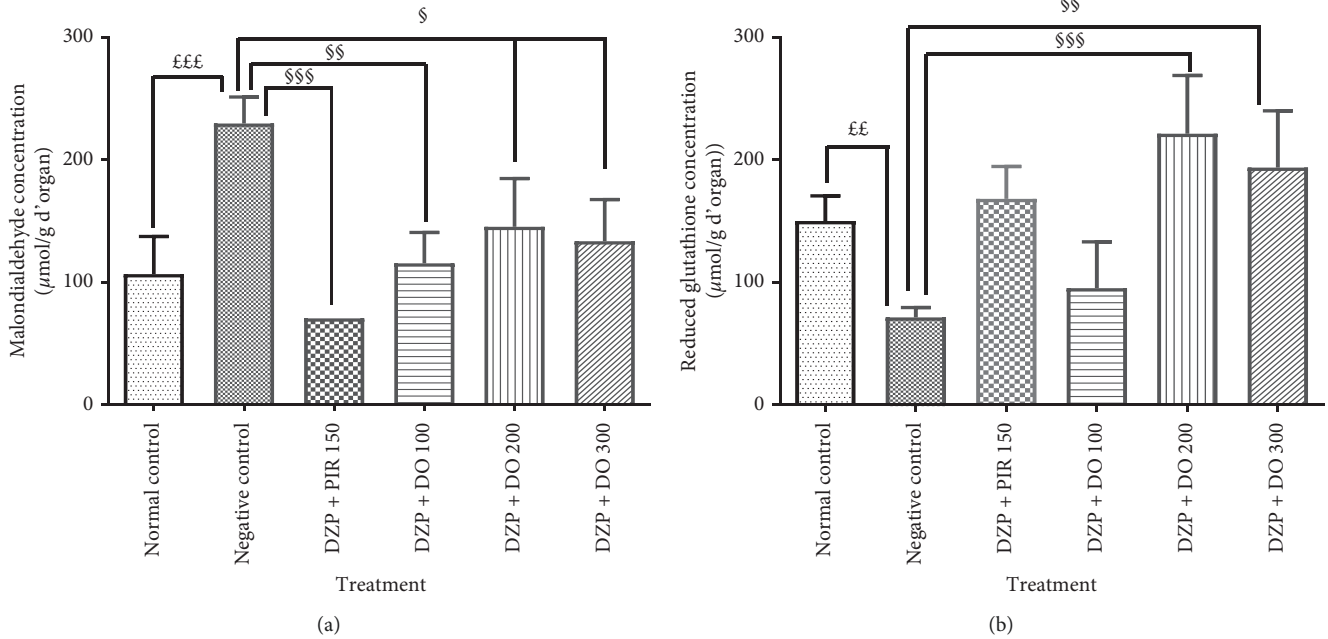 §
§§
§§§
£££
300
200
100
0
Malondialdehyde concentration
(μmol/g d’organ)
Normal control
Negative control
DZP + PIR 150
DZP + DO 100
DZP + DO 200
DZP + DO 300
Treatment
(a)
§§
§§§
££
300
200
100
0
Reduced glutathione concentration
(μmol/g d’organ))
Normal control
Negative control
DZP + PIR 150
DZP + DO 100
DZP + DO 200
DZP + DO 300
Treatment
(b)